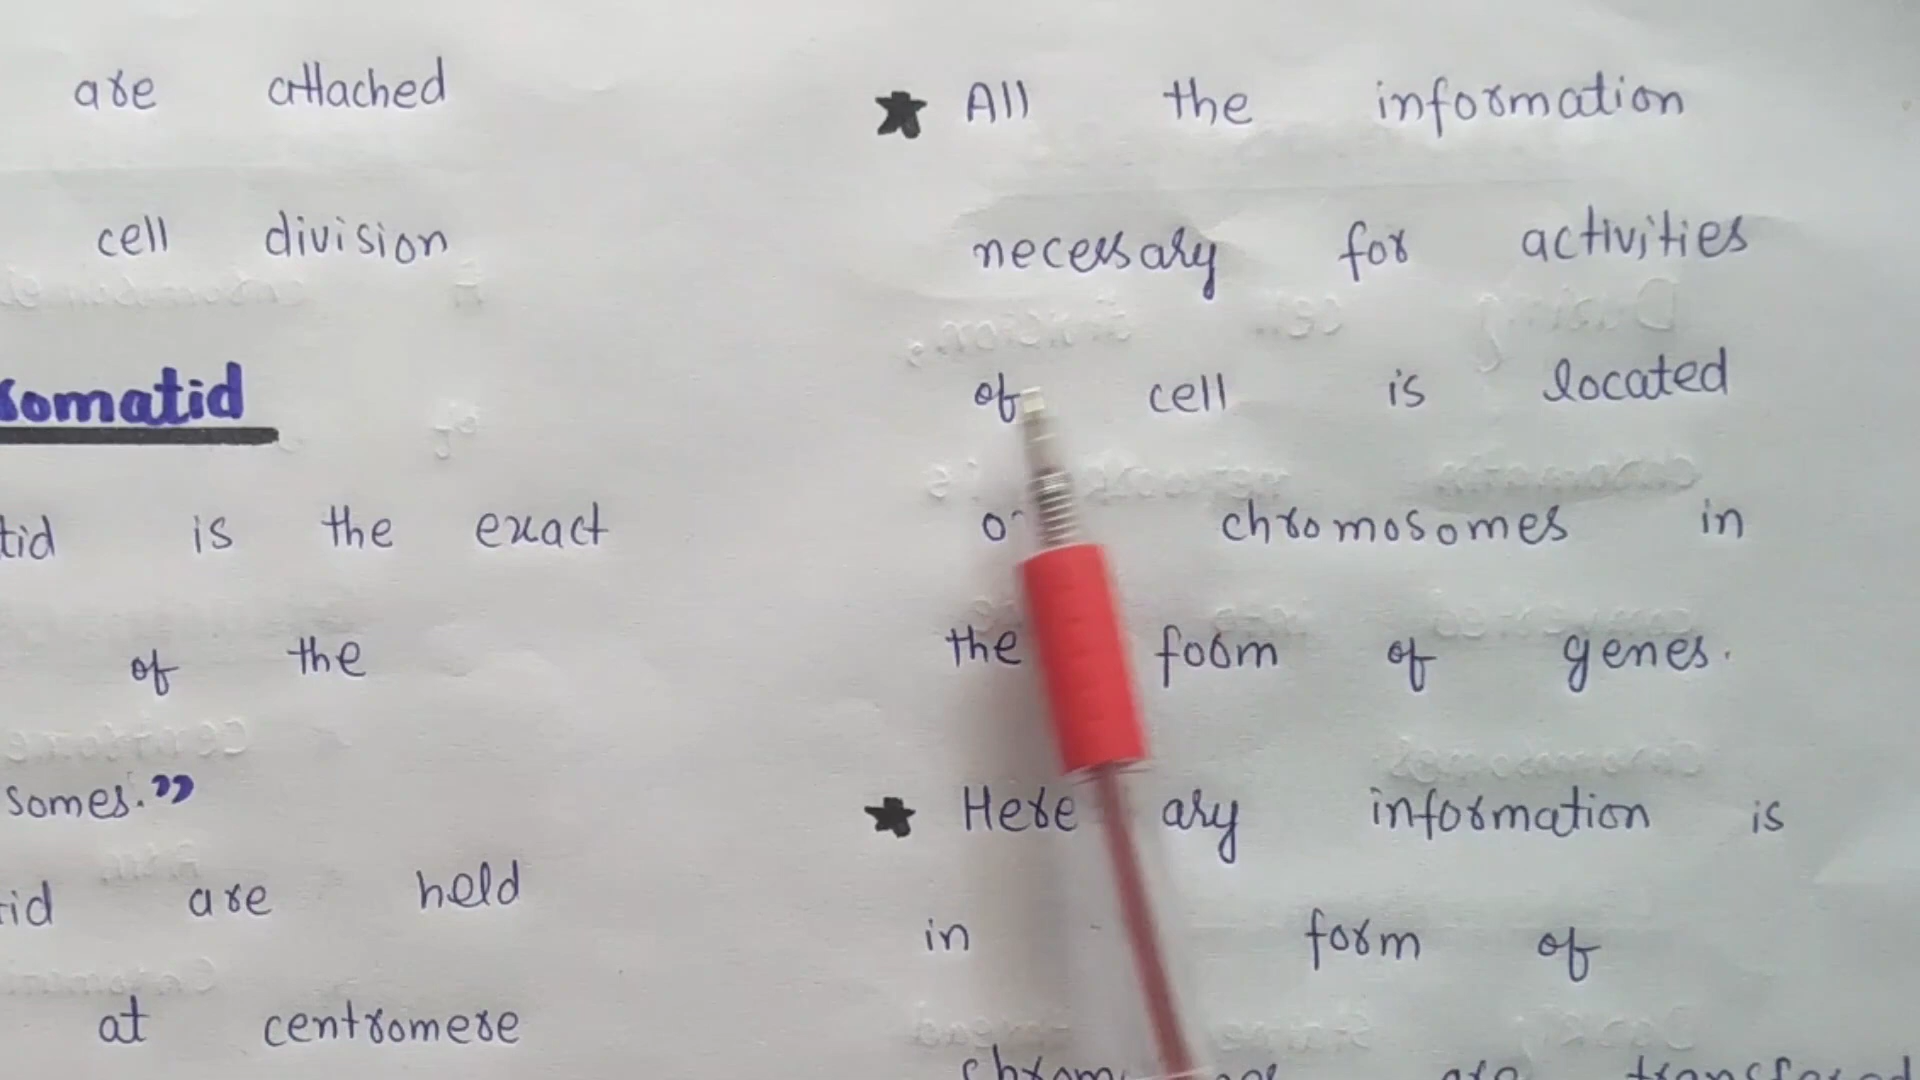 are attached
cell division
somatid
tid is the exact
of the
somes.”
tid are held
at centromere
★ All the information
necessary for activities
of cell is located
chromosomes in
the form of genes.
★ Here ary information is
in form of